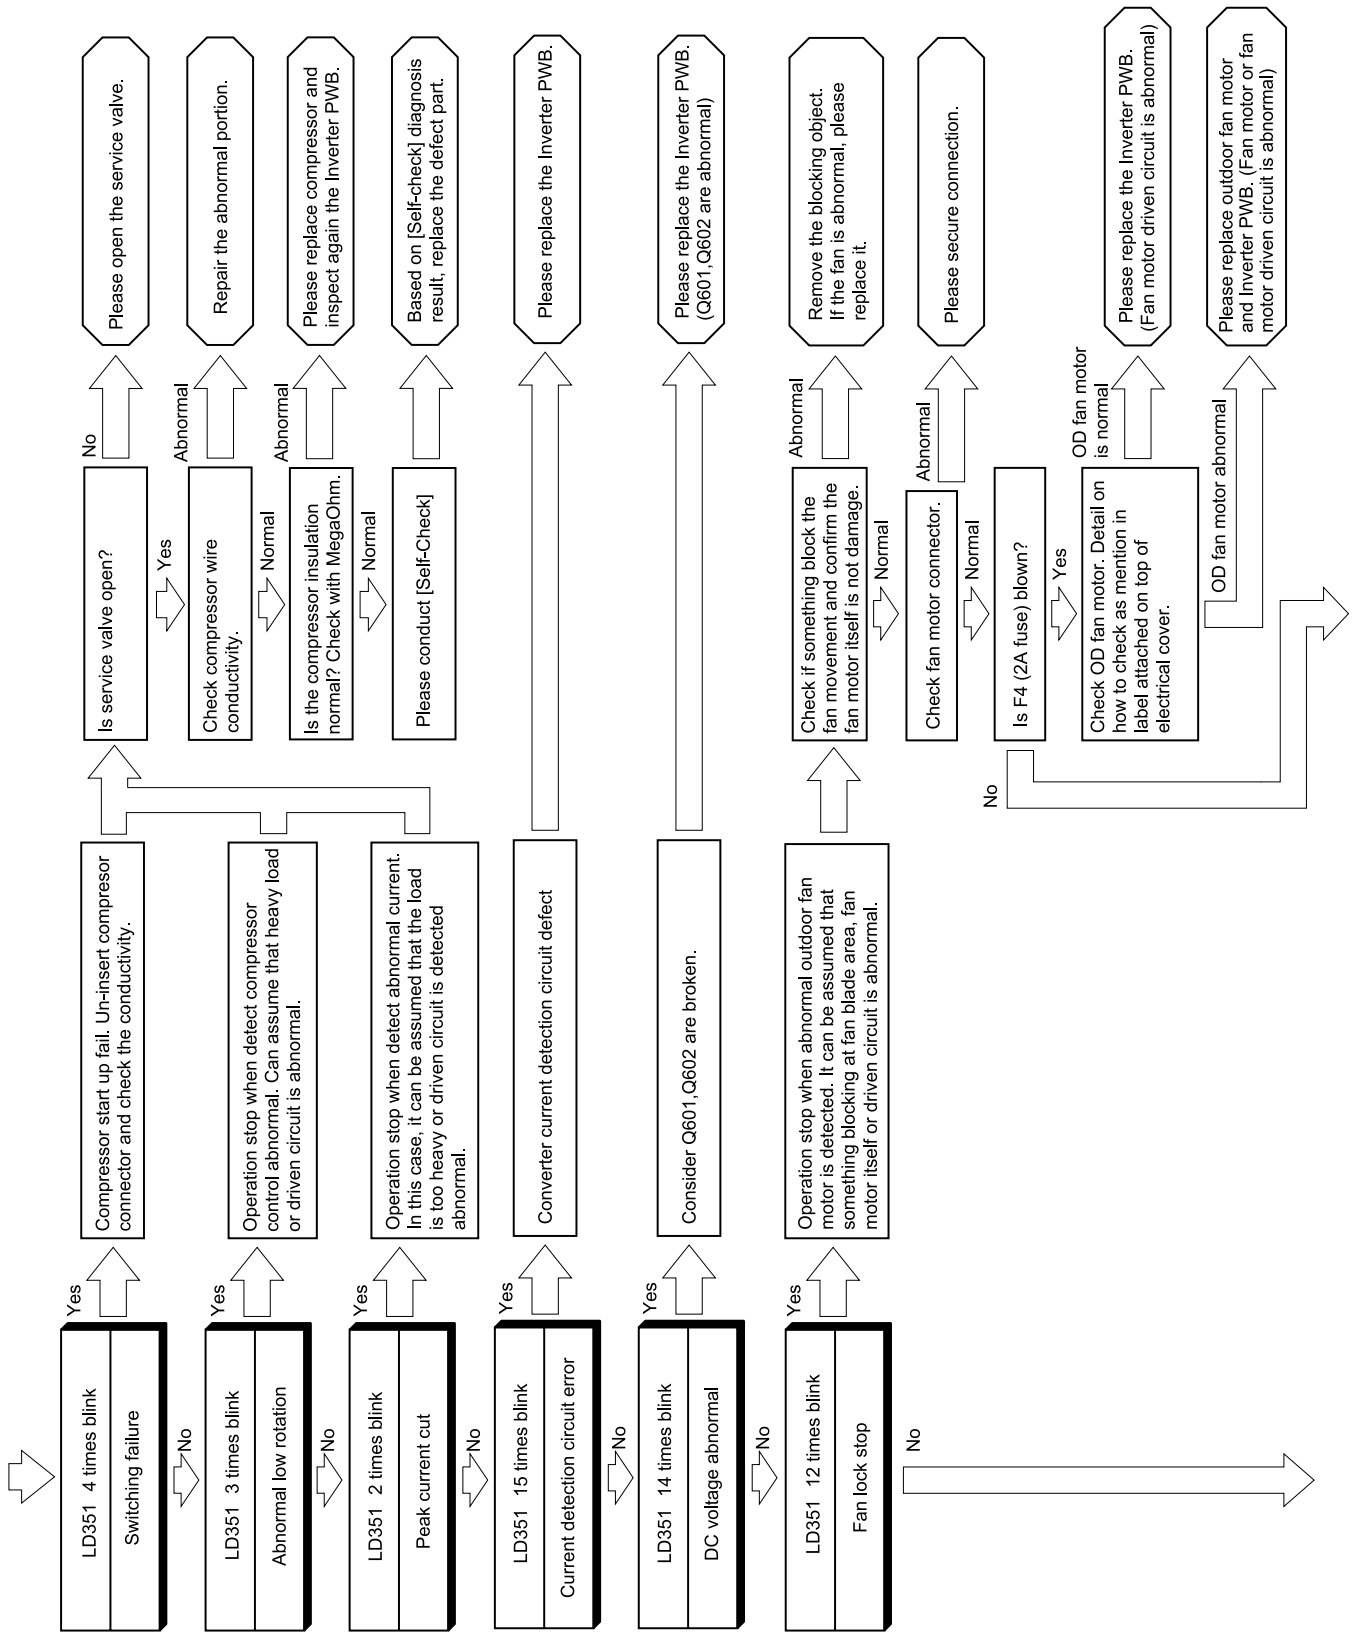 LD351  4 times blink
Switching failure
Yes
Compressor start up fail. Un-insert compresor
connector and check the conductivity.
Is service valve open?
No
Please open the service valve.
Yes
Check compressor wire
conductivity.
Abnormal
Repair the abnormal portion.
Normal
Is the compressor insulation
normal? Check with MegaOhm.
Abnormal
Please replace compressor and
inspect again the Inverter PWB.
Normal
Please conduct [Self-Check]
Based on [Self-check] diagnosis
result, replace the defect part.
No
LD351  3 times blink
Abnormal low rotation
Yes
Operation stop when detect compressor
control abnormal. Can assume that heavy load
or driven circuit is abnormal.
No
LD351  2 times blink
Peak current cut
Yes
Operation stop when detect abnormal current.
In this case, it can be assumed that the load
is too heavy or driven circuit is detected
abnormal.
No
LD351  15 times blink
Current detection circuit error
Yes
Converter current detection circuit defect
Please replace the Inverter PWB.
No
LD351  14 times blink
DC voltage abnormal
Yes
Consider Q601,Q602 are broken.
Please replace the Inverter PWB.
(Q601,Q602 are abnormal)
No
LD351  12 times blink
Fan lock stop
Yes
Operation stop when abnormal outdoor fan
motor is detected. It can be assumed that
something blocking at fan blade area, fan
motor itself or driven circuit is abnormal.
Check if something block the
fan movement and confirm the
fan motor itself is not damage.
Abnormal
Remove the blocking object.
If the fan is abnormal, please
replace it.
Normal
Check fan motor connector.
Abnormal
Please secure connection.
Normal
Is F4 (2A fuse) blown?
No
Yes
Check OD fan motor. Detail on
how to check as mention in
label attached on top of
electrical cover.
OD fan motor
is normal
Please replace the Inverter PWB.
(Fan motor driven circuit is abnormal)
OD fan motor abnormal
Please replace outdoor fan motor
and Inverter PWB. (Fan motor or fan
motor driven circuit is abnormal)
No